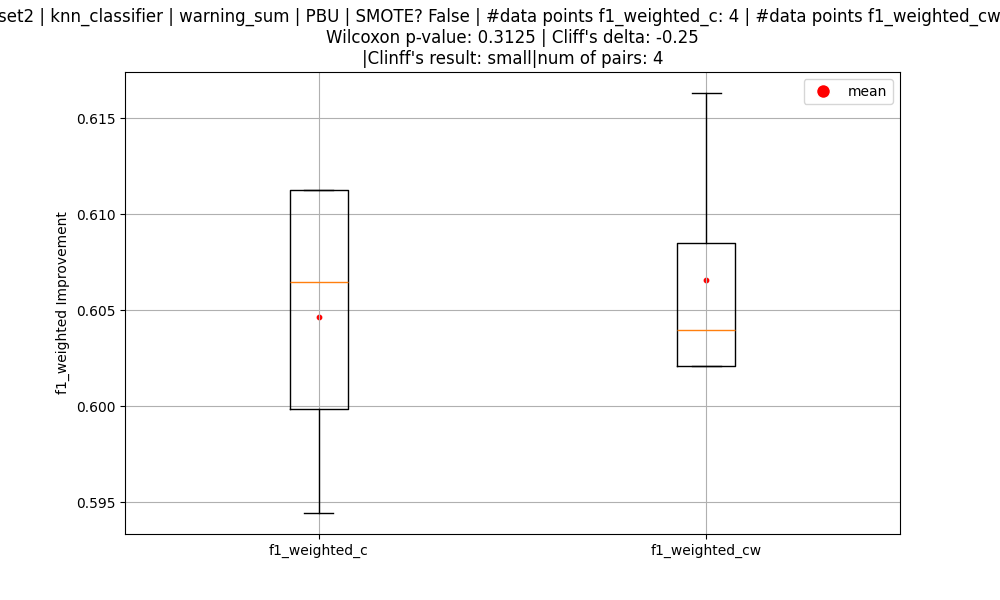 set2 | knn_classifier | warning_sum | PBU | SMOTE? False | #data points f1_weighted_c: 4 | #data points f1_weighted_cw
Wilcoxon p-value: 0.3125 | Cliff's delta: -0.25
|Clinff's result: small|num of pairs: 4
mean
0.615
0.610
0.605
0.600
0.595
f1_weighted Improvement
f1_weighted_c
f1_weighted_cw